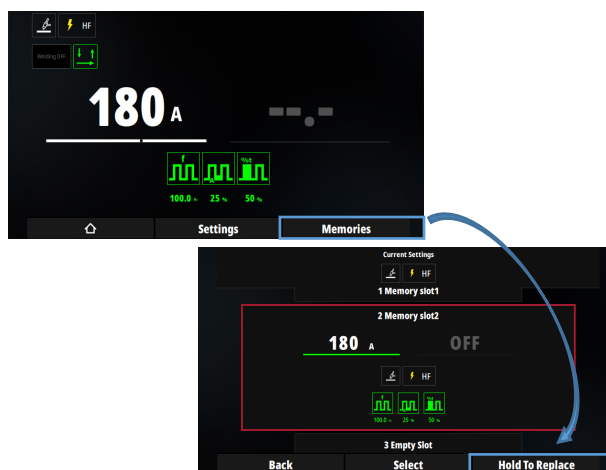 HF
Welding OFF
180 A
--.-
f
%t
100.0 25 % 50 %
Settings Memories
Current Settings
HF
1 Memory slot1
2 Memory slot2
180 A OFF
HF
%t
100.0 25 % 50 %
3 Empty Slot
Back Select Hold To Replace